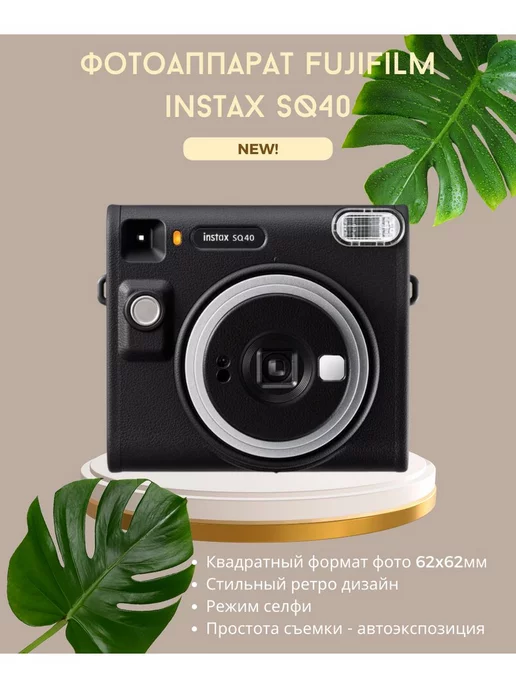 ФОТОАППАРАТ FUJIFILM
INSTAX SQ40
NEW!
instax SQ40
• Квадратный формат фото 62х62мм
• Стильный ретро дизайн
• Режим селфи
• Простота съемки - автоэкспозиция